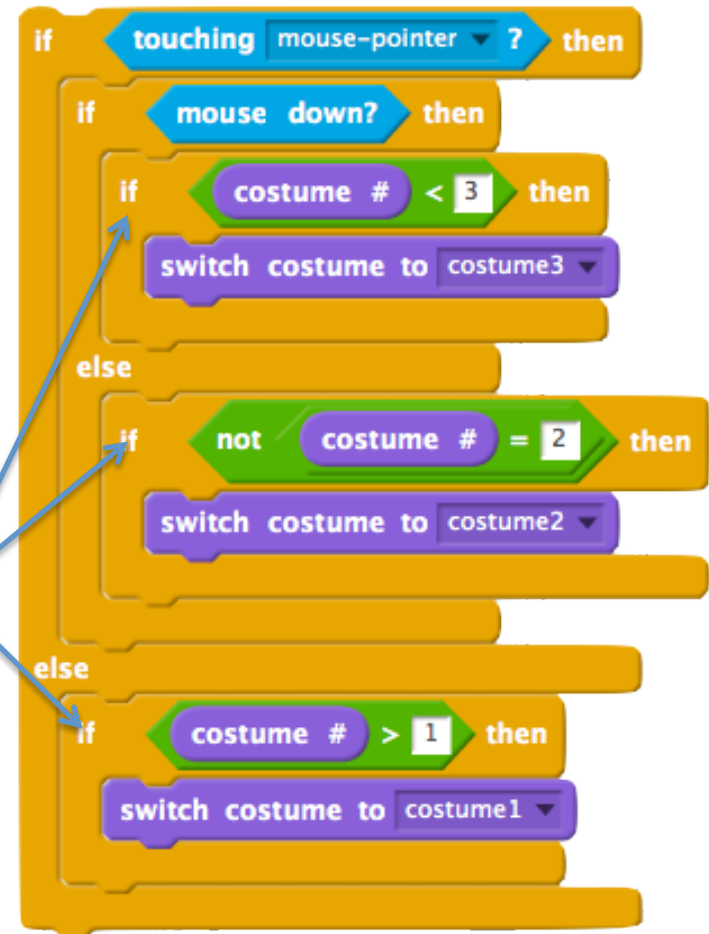 if touching mouse-pointer ? then
if mouse down? then
if costume # < 3 then
switch costume to costume3
else
if not costume # = 2 then
switch costume to costume2
else
if costume # > 1 then
switch costume to costume1